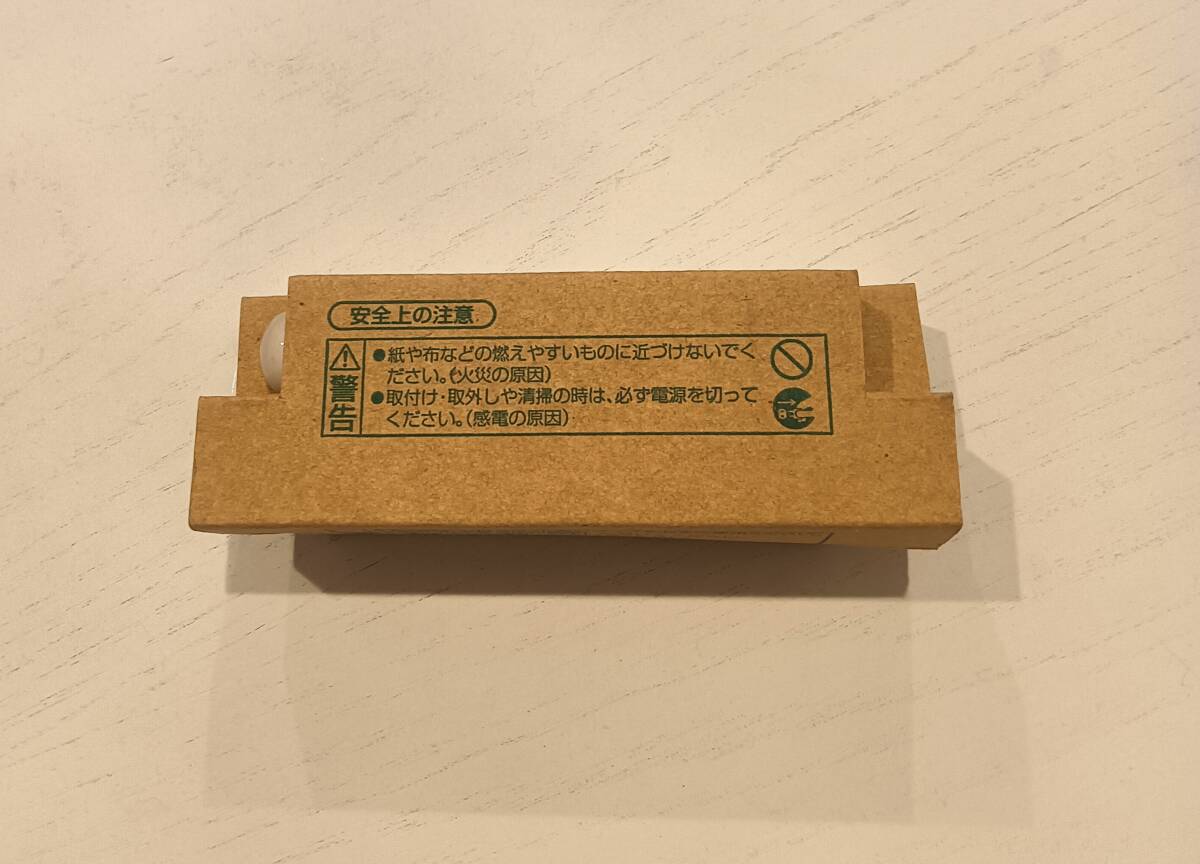 安全上の注意
警告
●紙や布などの燃えやすいものに近づけないでく
ださい。(火災の原因)
●取付け・取外しや清掃の時は、必ず電源を切って
ください。(感電の原因)